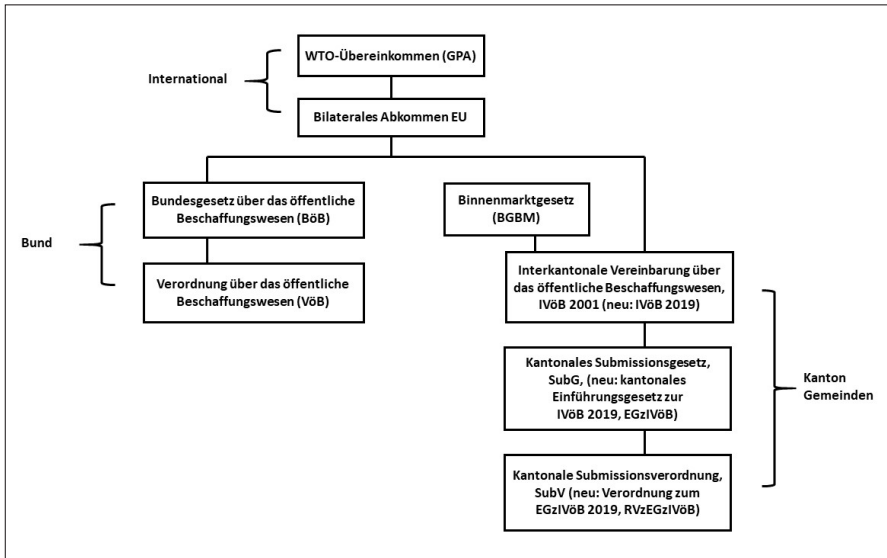 WTO-Übereinkommen (GPA)
International
Bilaterales Abkommen EU
Bundesgesetz über das öffentliche
Beschaffungswesen (BöB)
Binnenmarktgesetz
(BGBM)
Bund
Verordnung über das öffentliche
Beschaffungswesen (VöB)
Interkantonale Vereinbarung über
das öffentliche Beschaffungswesen,
IVöB 2001 (neu: IVöB 2019)
Kantonales Submissionsgesetz,
SubG, (neu: kantonales
Einführungsgesetz zur
IVöB 2019, EGzIVöB)
Kanton
Gemeinden
Kantonale Submissionsverordnung,
SubV (neu: Verordnung zum
EGzIVöB 2019, RVzEGzIVöB)